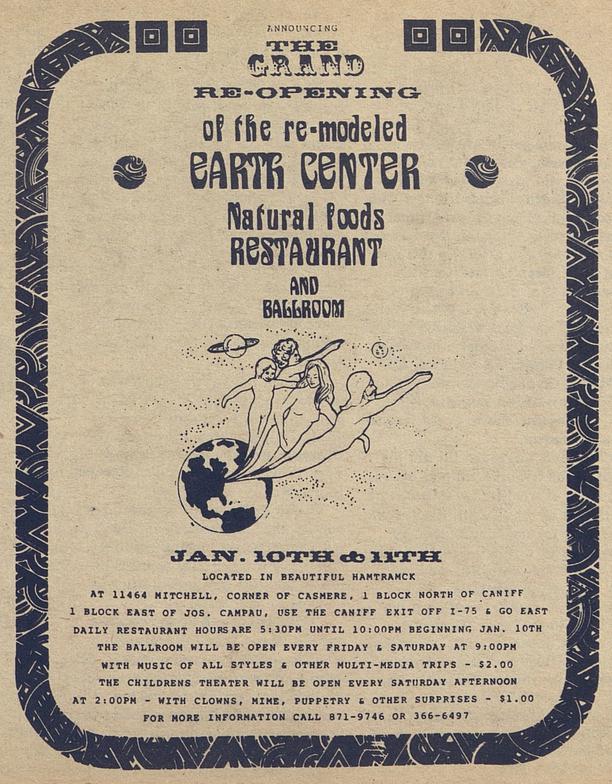 ANNOUNCING
THE
GRAND
RE-OPENING
of the re-modeled
EARTH CENTER
Natural foods
RESTAURANT
AND
BALLROOM
JAN. 10TH & 11TH
LOCATED IN BEAUTIFUL HAMTRAMCK
AT 11464 MITCHELL, CORNER OF CASMERE, 1 BLOCK NORTH OF CANIFF
1 BLOCK EAST OF JOS. CAMPAU, USE THE CANIFF EXIT OFF I-75 & GO EAST
DAILY RESTAURANT HOURS ARE 5:30PM UNTIL 10:00PM BEGINNING JAN. 10TH
THE BALLROOM WILL BE OPEN EVERY FRIDAY & SATURDAY AT 9:00PM
WITH MUSIC OF ALL STYLES & OTHER MULTI-MEDIA TRIPS - $2.00
THE CHILDRENS THEATER WILL BE OPEN EVERY SATURDAY AFTERNOON
AT 2:00PM - WITH CLOWNS, MIME, PUPPETRY & OTHER SURPRISES - $1.00
FOR MORE INFORMATION CALL 871-9746 OR 366-6497